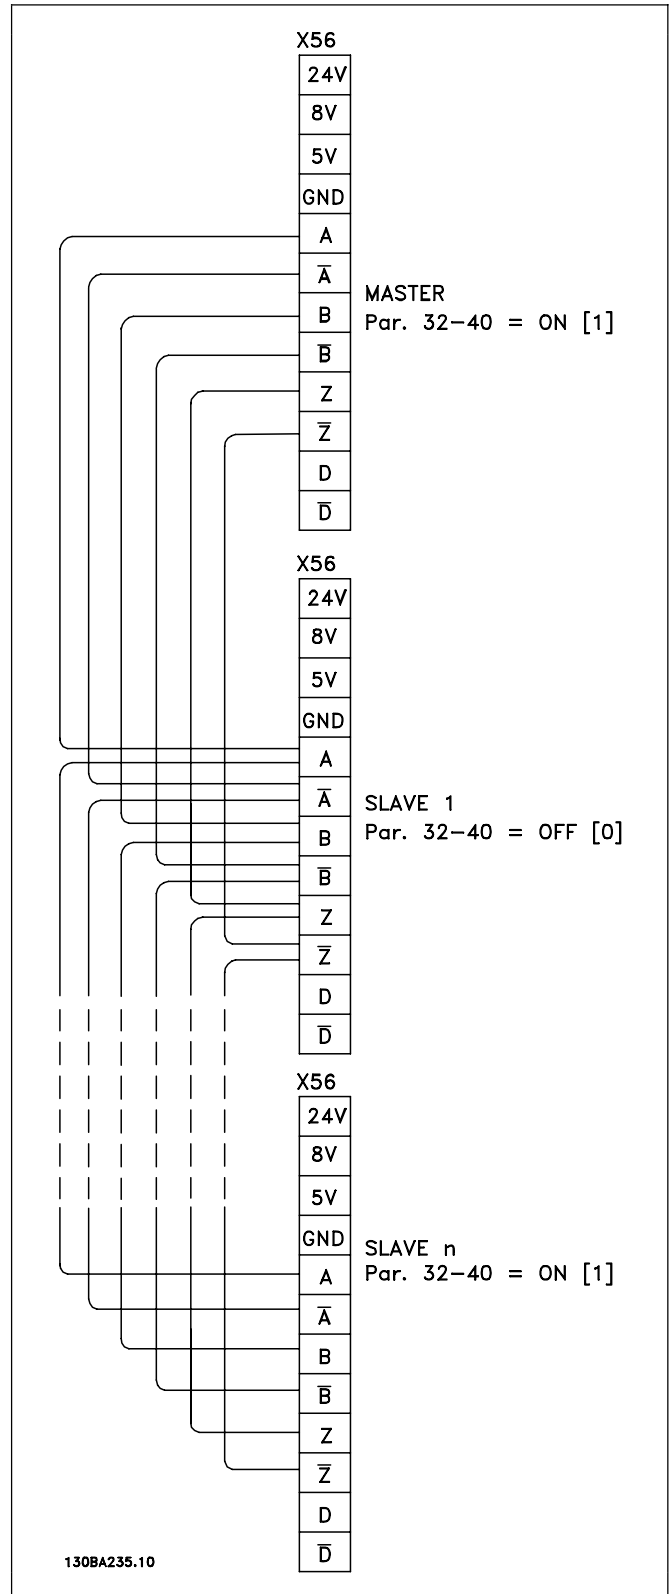 X56
24V
8V
5V
GND
A
A̅
MASTER
B
Par. 32-40 = ON [1]
B̅
Z
Z̅
D
D̅
X56
24V
8V
5V
GND
A
A̅
SLAVE 1
B
Par. 32-40 = OFF [0]
B̅
Z
Z̅
D
D̅
X56
24V
8V
5V
GND
SLAVE n
A
Par. 32-40 = ON [1]
A̅
B
B̅
Z
Z̅
D
D̅
130BA235.10